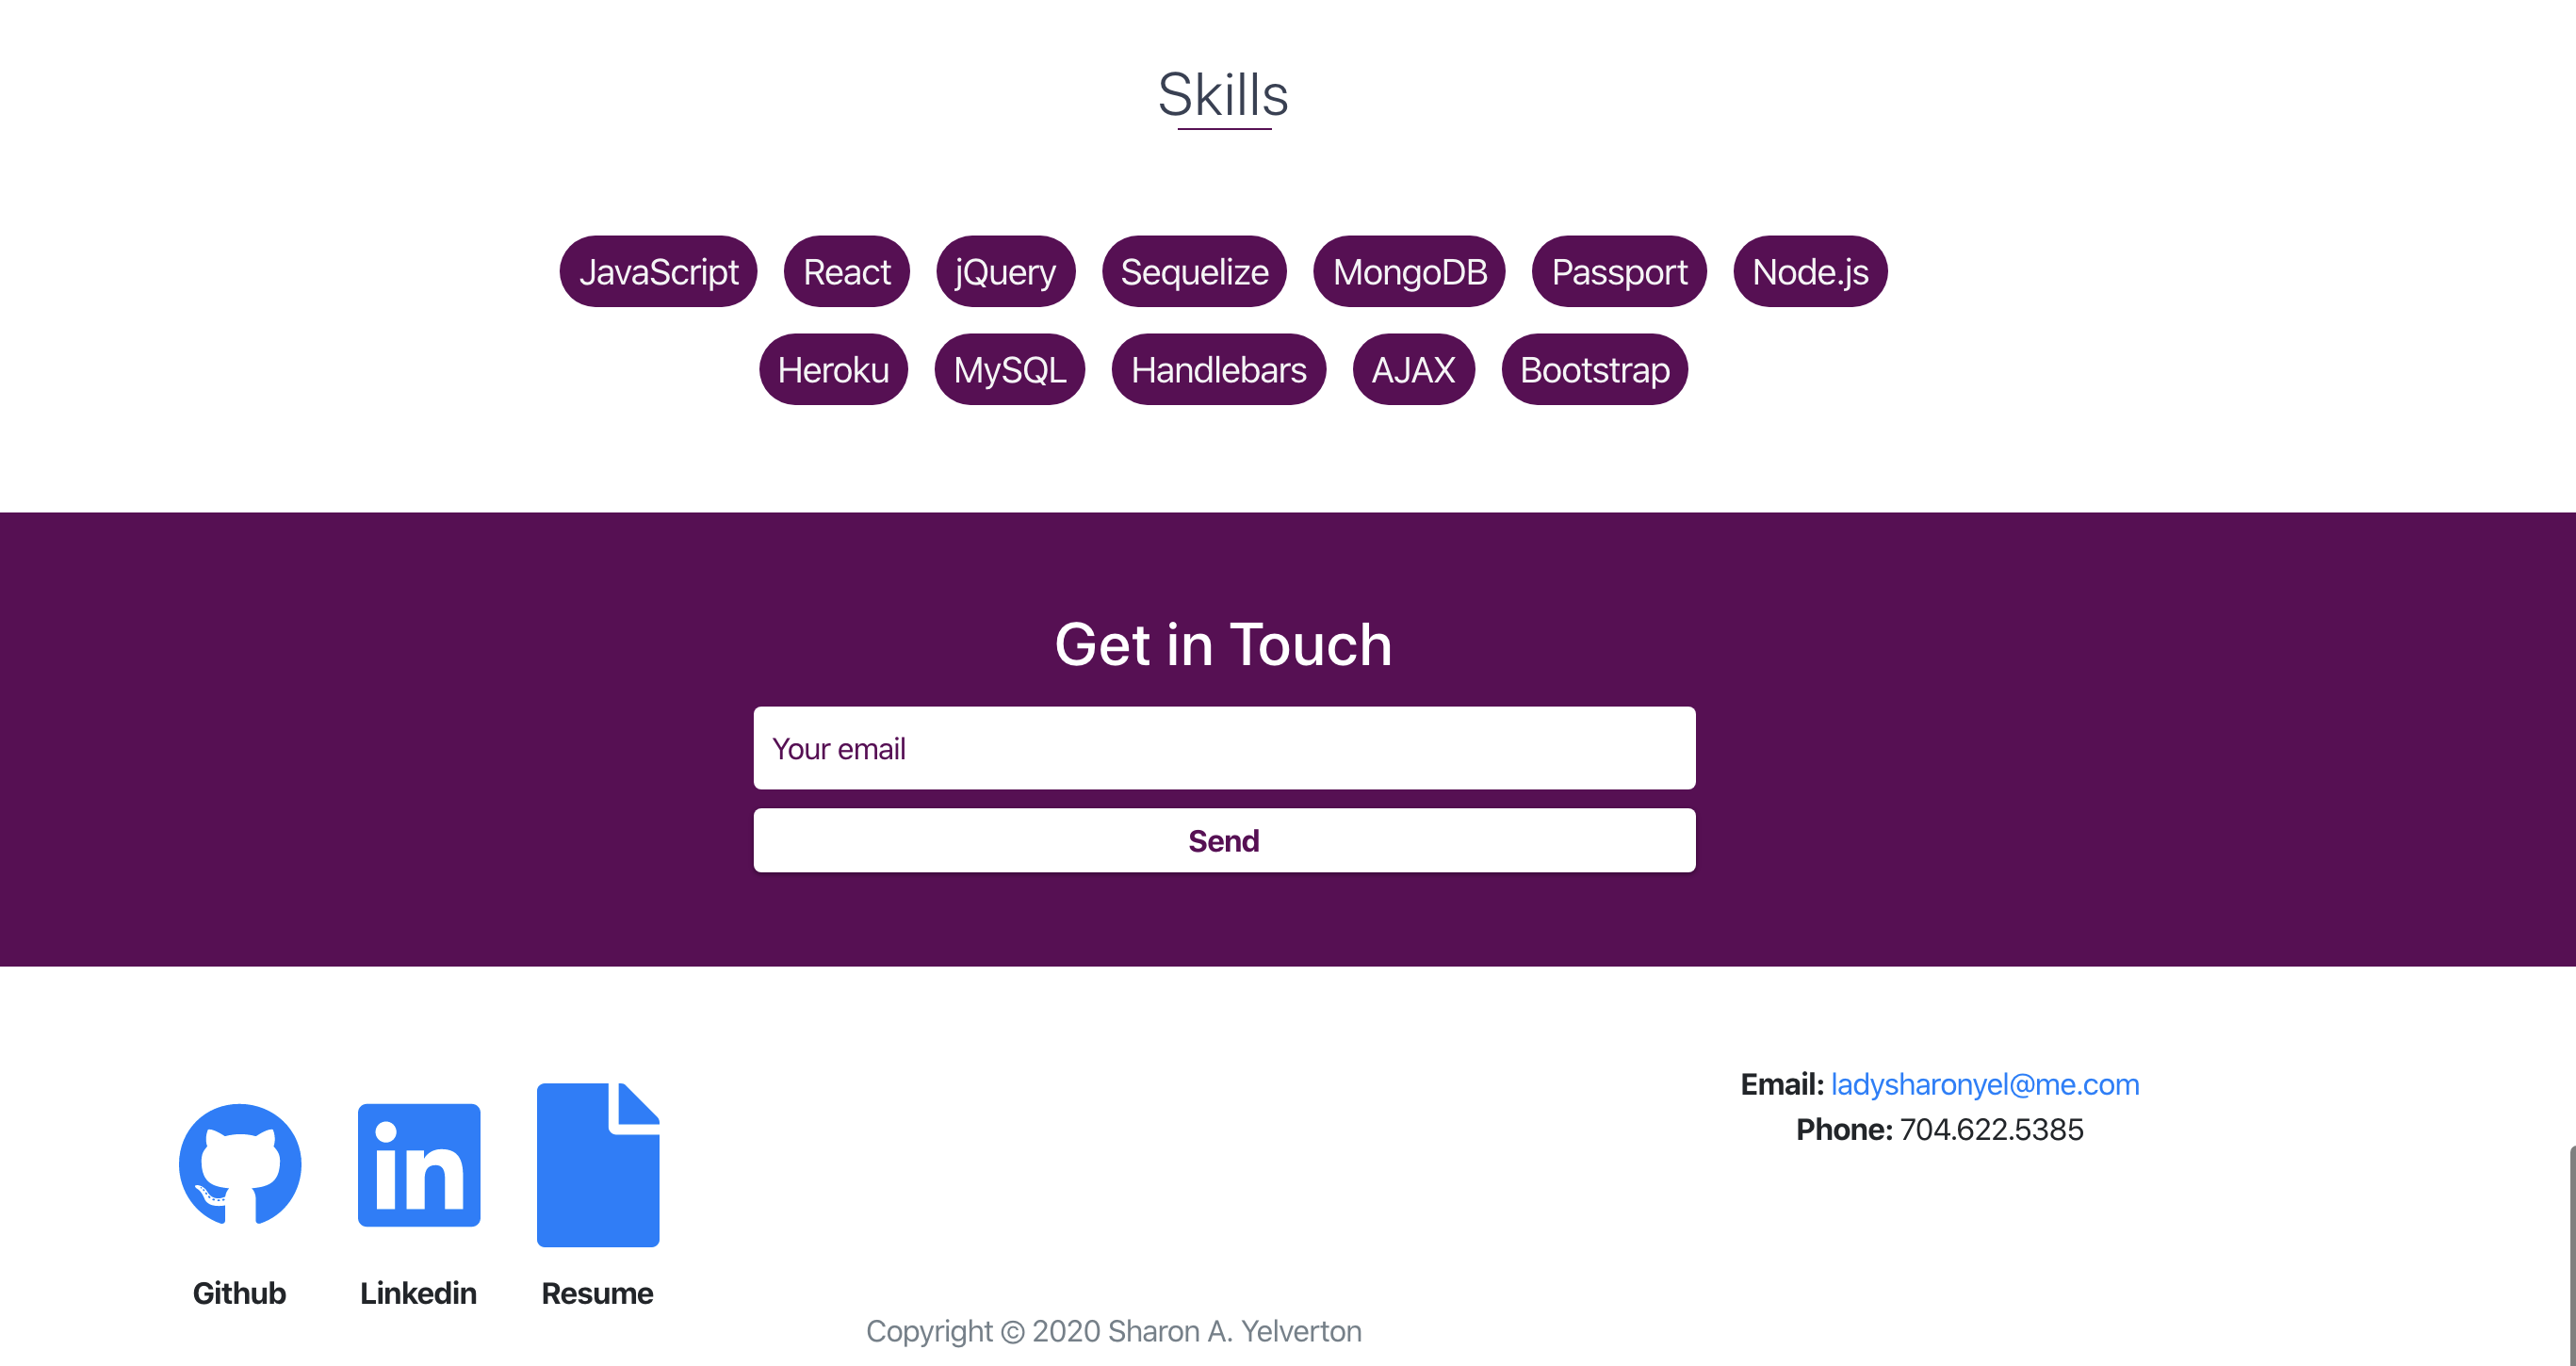 Skills
JavaScript React jQuery Sequelize MongoDB Passport Node.js
Heroku MySQL Handlebars AJAX Bootstrap
Get in Touch
Your email
Send
Email: ladysharonyel@me.com
Phone: 704.622.5385
in
Github Linkedin Resume
Copyright © 2020 Sharon A. Yelverton